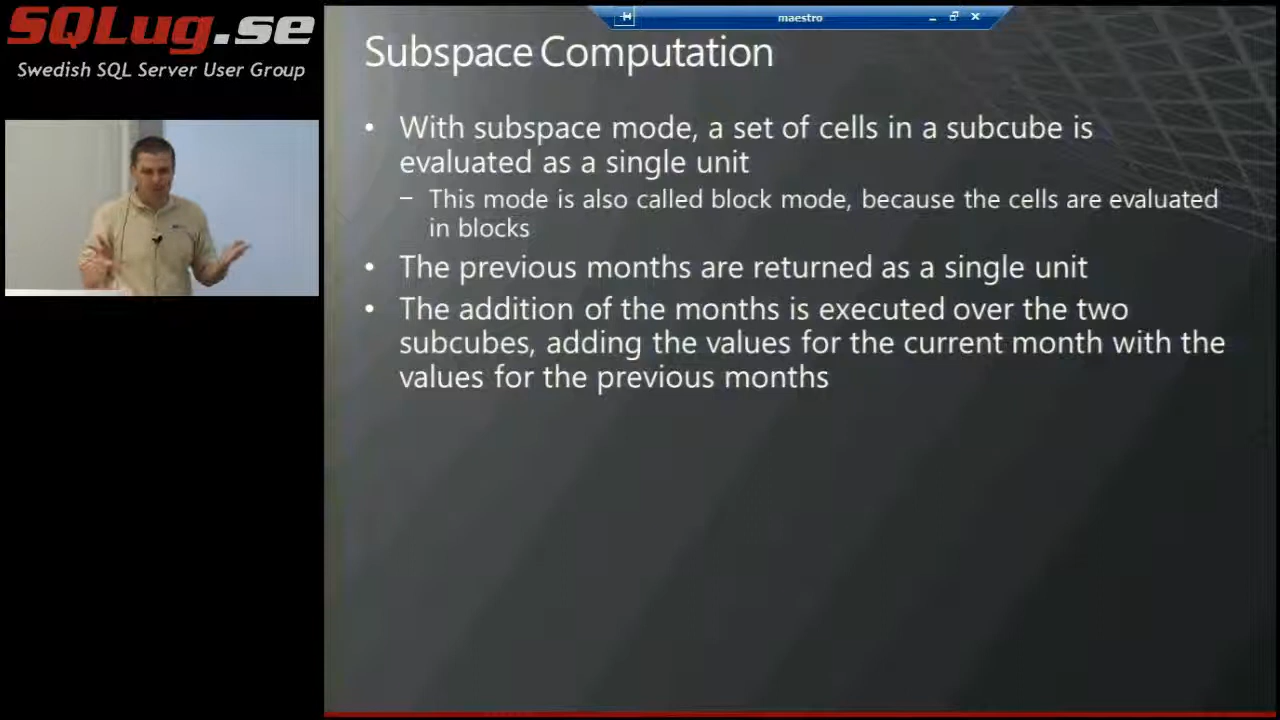 SQLug.se
Swedish SQL Server User Group
maestro
Subspace Computation
• With subspace mode, a set of cells in a subcube is
evaluated as a single unit
– This mode is also called block mode, because the cells are evaluated
in blocks
• The previous months are returned as a single unit
• The addition of the months is executed over the two
subcubes, adding the values for the current month with the
values for the previous months